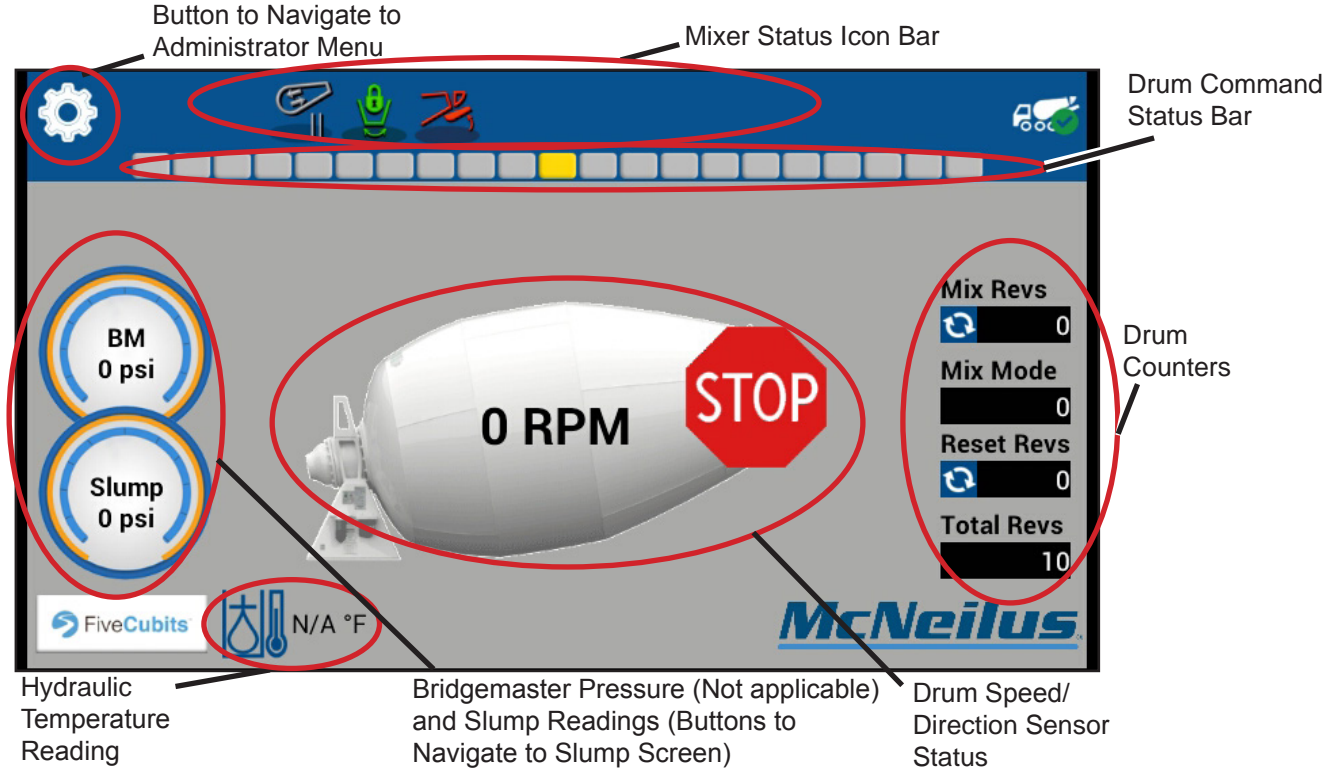 Button to Navigate to
Administrator Menu
Mixer Status Icon Bar
Drum Command
Status Bar
BM
0 psi
Slump
0 psi
0 RPM
STOP
Mix Revs
0
Mix Mode
0
Reset Revs
0
Total Revs
10
Drum
Counters
FiveCubits
N/A °F
McNeilus
Hydraulic
Temperature
Reading
Bridgemaster Pressure (Not applicable)
and Slump Readings (Buttons to
Navigate to Slump Screen)
Drum Speed/
Direction Sensor
Status